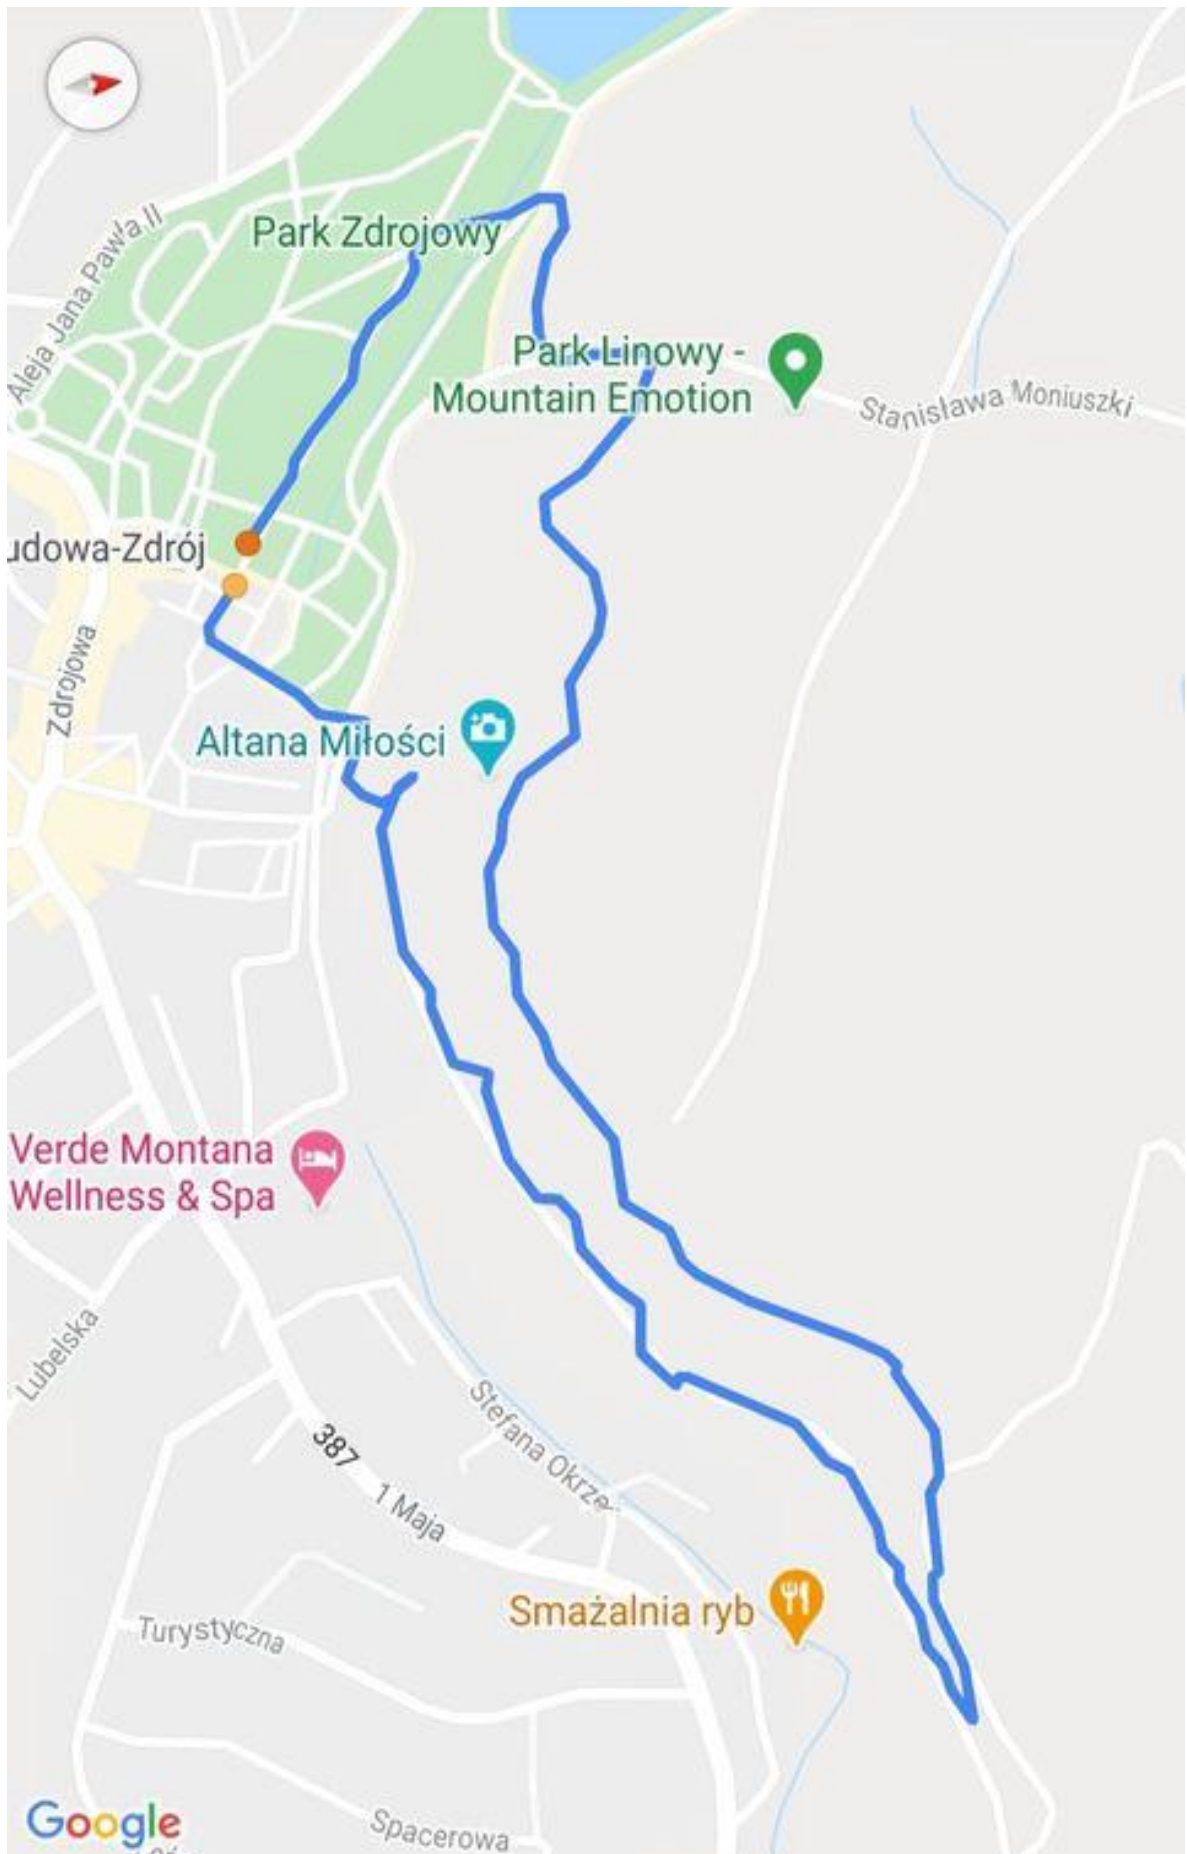 Aleja Jana Pawła II
Park Zdrojowy
Park Linowy -
Mountain Emotion
Stanisława Moniuszki
udowa-Zdrój
Zdrojowa
Altana Miłości
Verde Montana
Wellness & Spa
Lubelska
387
1 Maja
Stefana Okrzei
Smażalnia ryb
Turystyczna
Spacerowa
Google